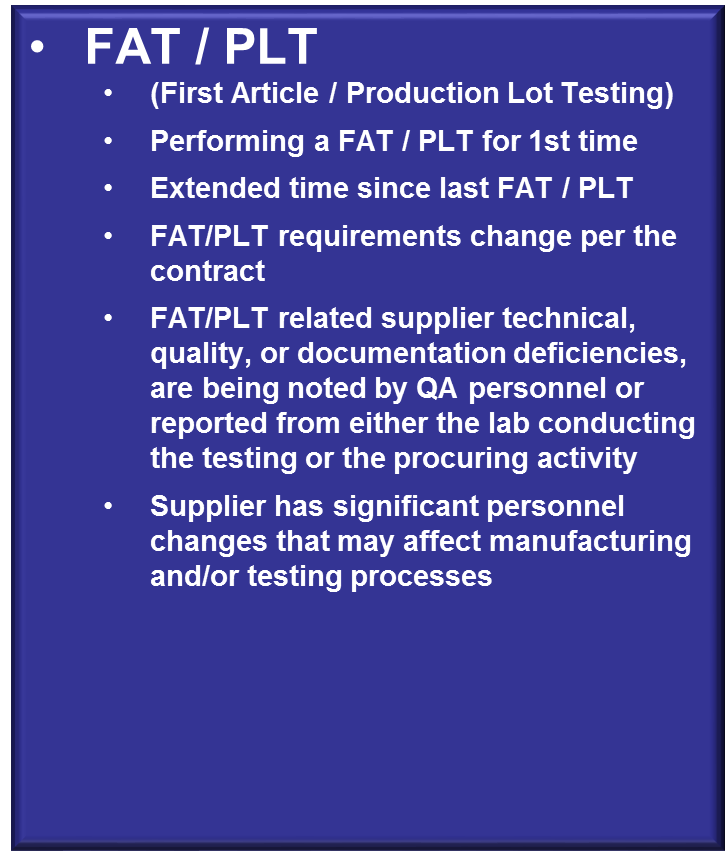 • FAT / PLT
• (First Article / Production Lot Testing)
• Performing a FAT / PLT for 1st time
• Extended time since last FAT / PLT
• FAT/PLT requirements change per the
contract
• FAT/PLT related supplier technical,
quality, or documentation deficiencies,
are being noted by QA personnel or
reported from either the lab conducting
the testing or the procuring activity
• Supplier has significant personnel
changes that may affect manufacturing
and/or testing processes